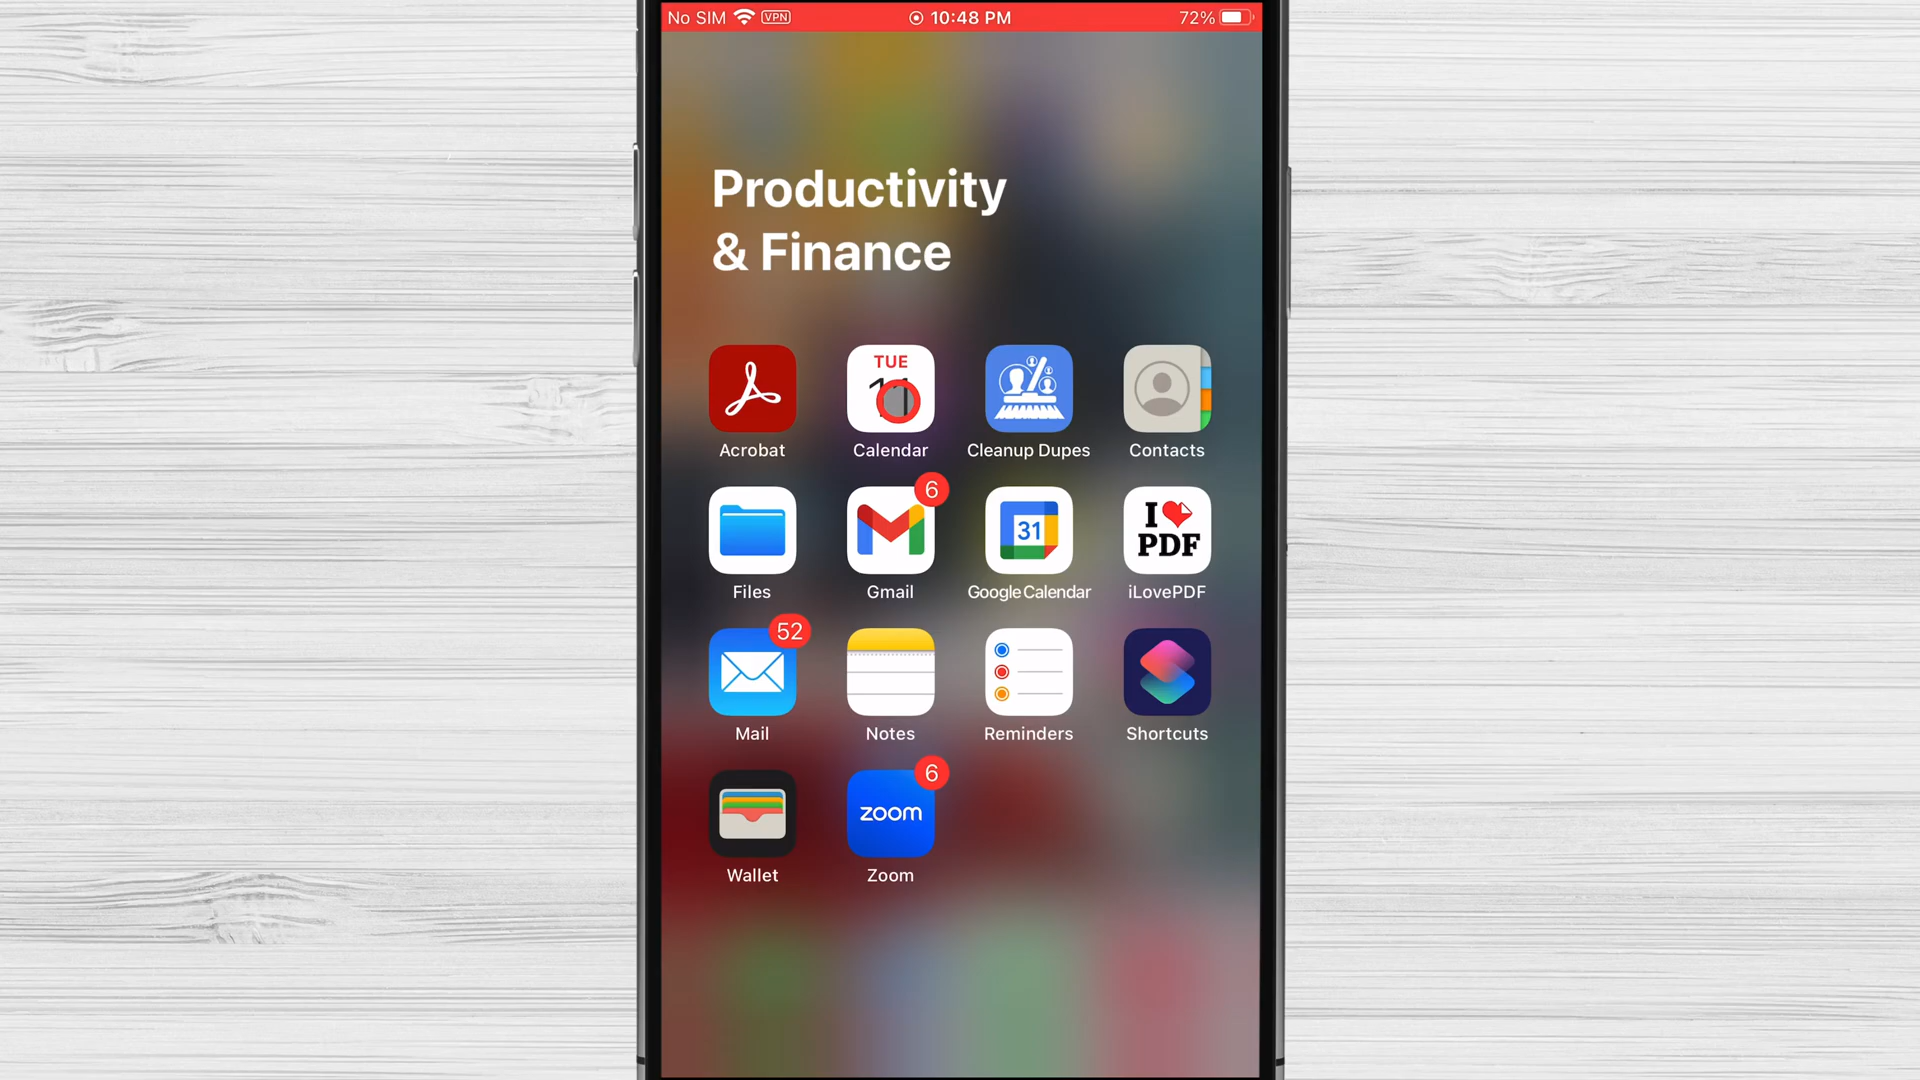 No SIM VPN 10:48 PM 72%
Productivity
& Finance
TUE
11
Acrobat Calendar Cleanup Dupes Contacts
6
31
I
PDF
Files Gmail Google Calendar iLovePDF
52
Mail Notes Reminders Shortcuts
6
zoom
Wallet Zoom